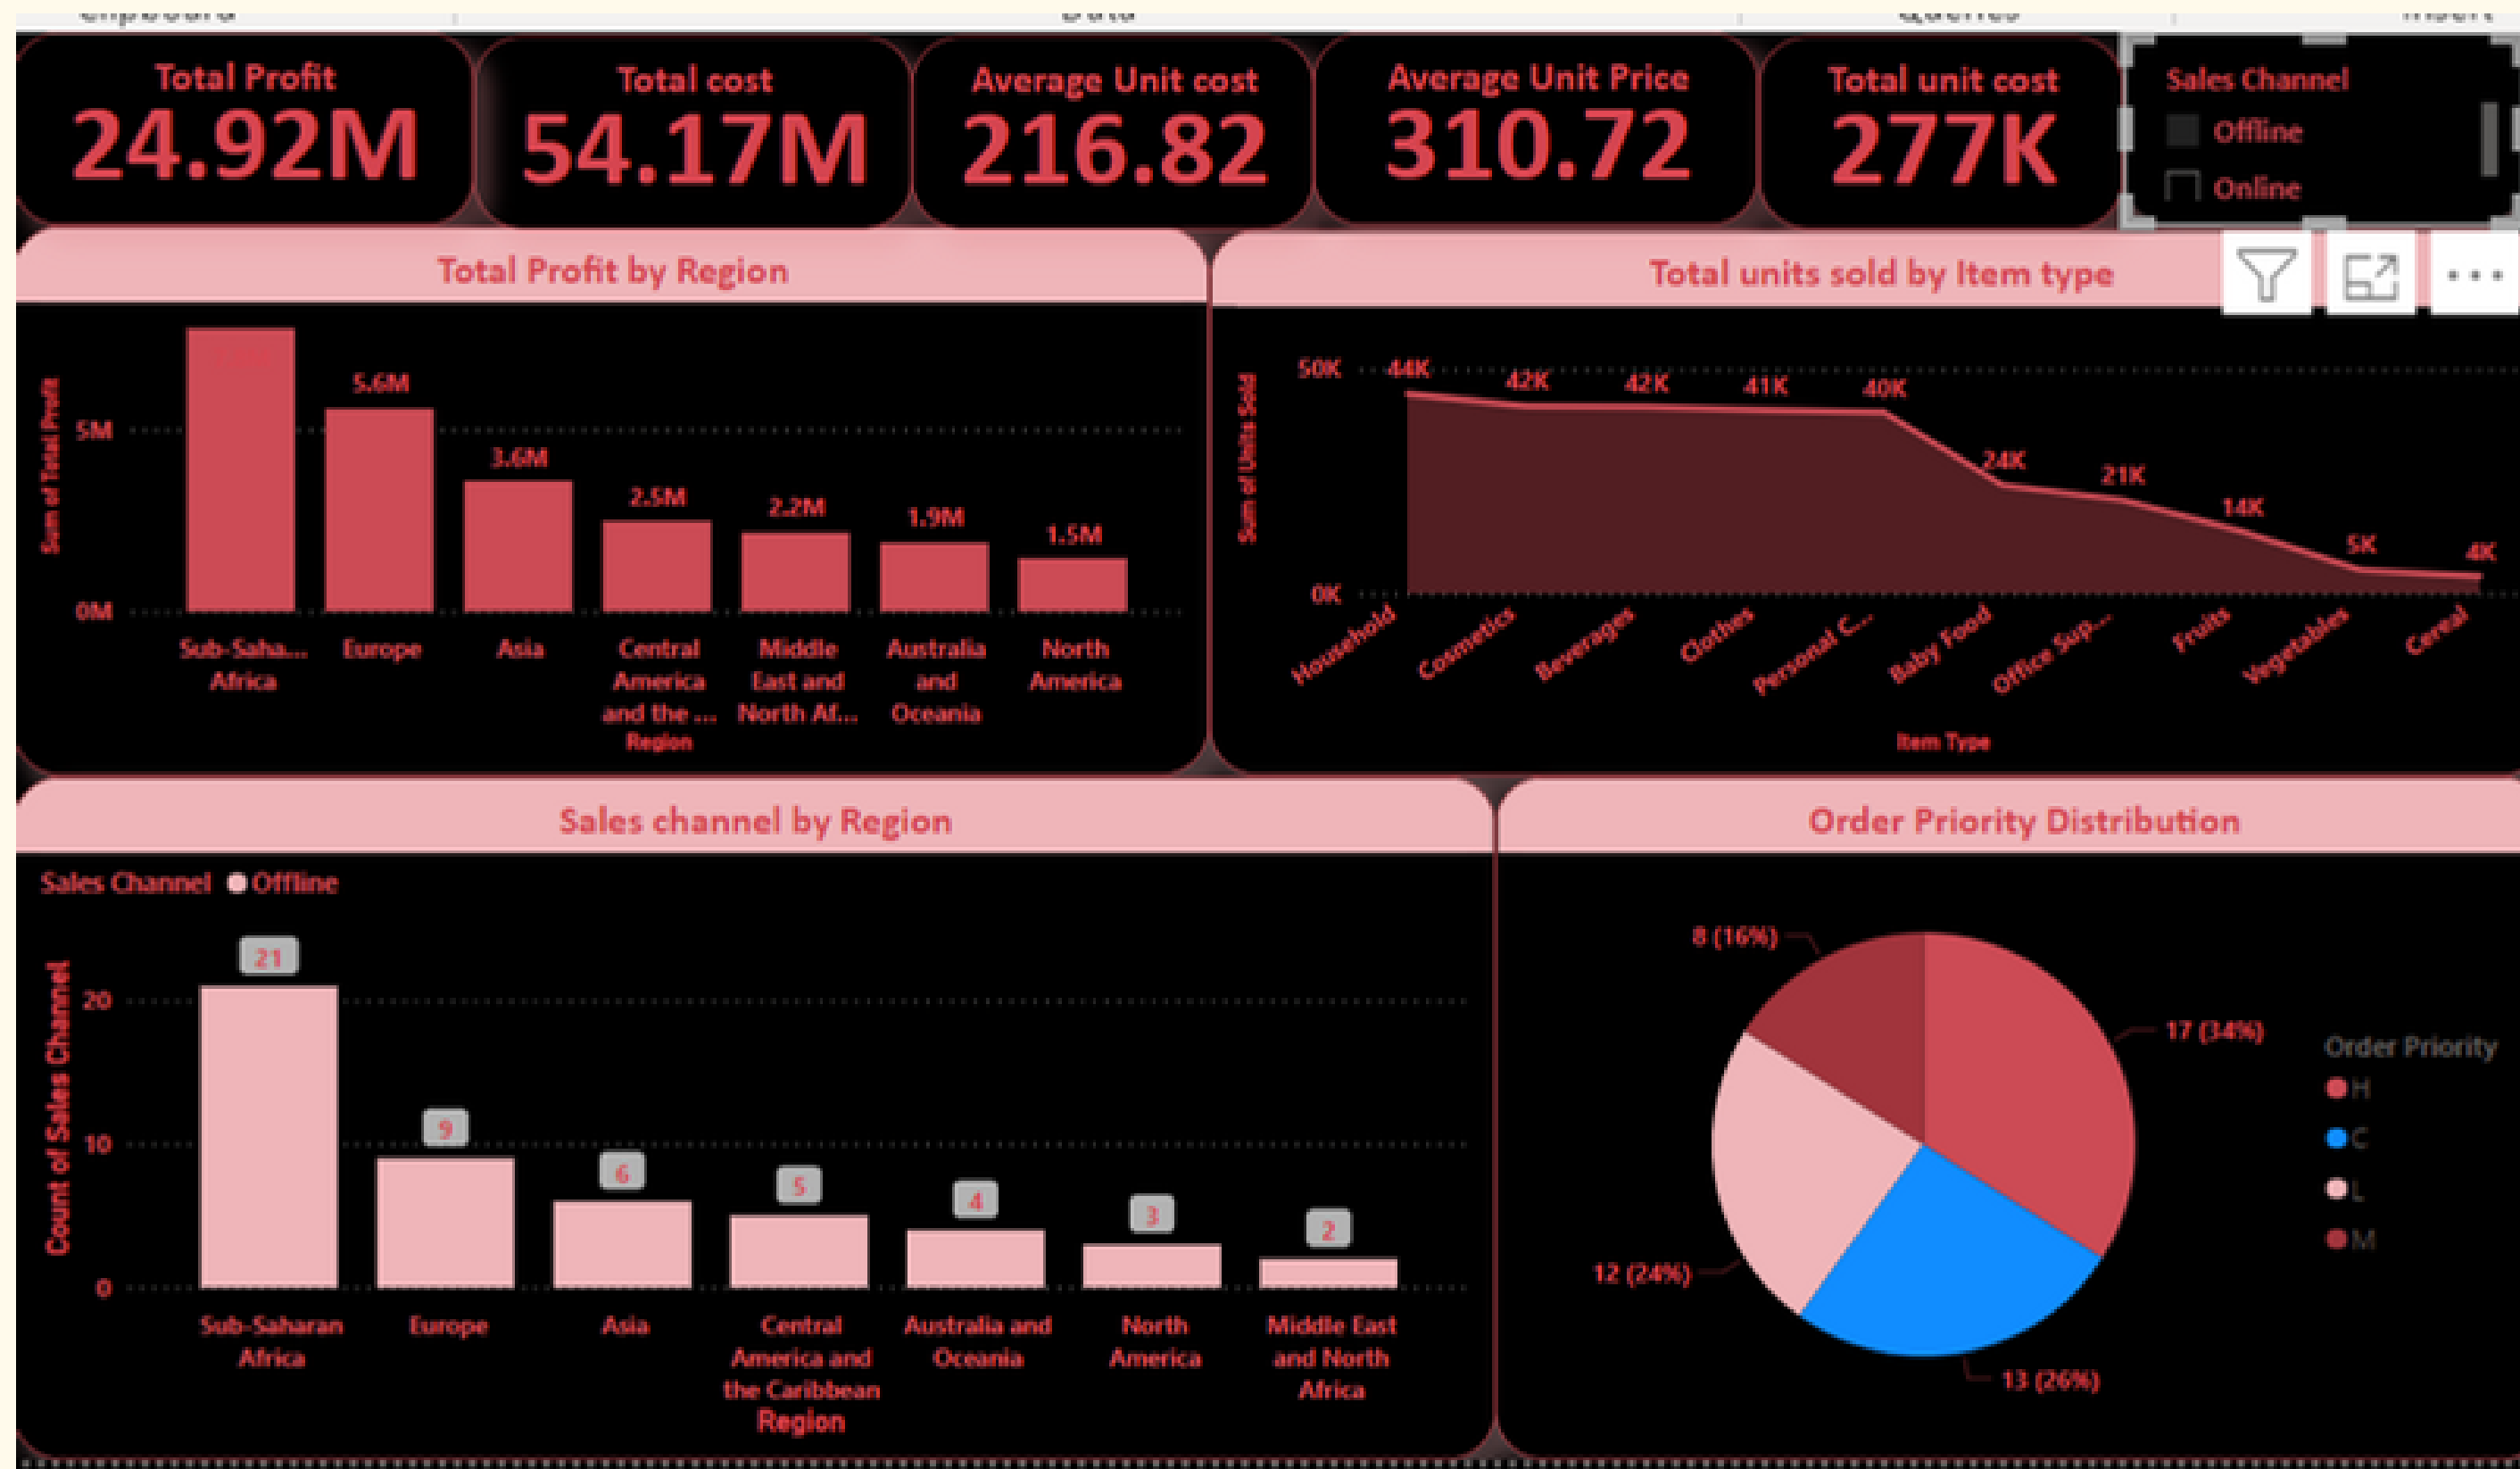 Total Profit
24.92M
Total cost
54.17M
Average Unit cost
216.82
Average Unit Price
310.72
Total unit cost
277K
Sales Channel
Offline
Online
Total Profit by Region
Sum of Total Profit
5M
0M
5.6M
3.6M
2.5M
2.2M
1.9M
1.5M
Sub-Saha...
Africa
Europe
Asia
Central
America
and the ...
Middle
East and
North Af...
Australia
and
Oceania
North
America
Region
Total units sold by Item type
Sum of Units Sold
50K
0K
44K
42K
42K
41K
40K
24K
21K
14K
5K
4K
Household
Cosmetics
Beverages
Clothes
Personal C...
Baby Food
Office Sup...
Fruits
Vegetables
Cereal
Item Type
Sales channel by Region
Sales Channel
Offline
Count of Sales Channel
20
10
0
21
9
6
5
4
3
2
Sub-Saharan
Africa
Europe
Asia
Central
America and
the Caribbean
Australia and
Oceania
North
America
Middle East
and North
Africa
Region
Order Priority Distribution
8 (16%)
17 (34%)
12 (24%)
13 (26%)
Order Priority
H
C
L
M